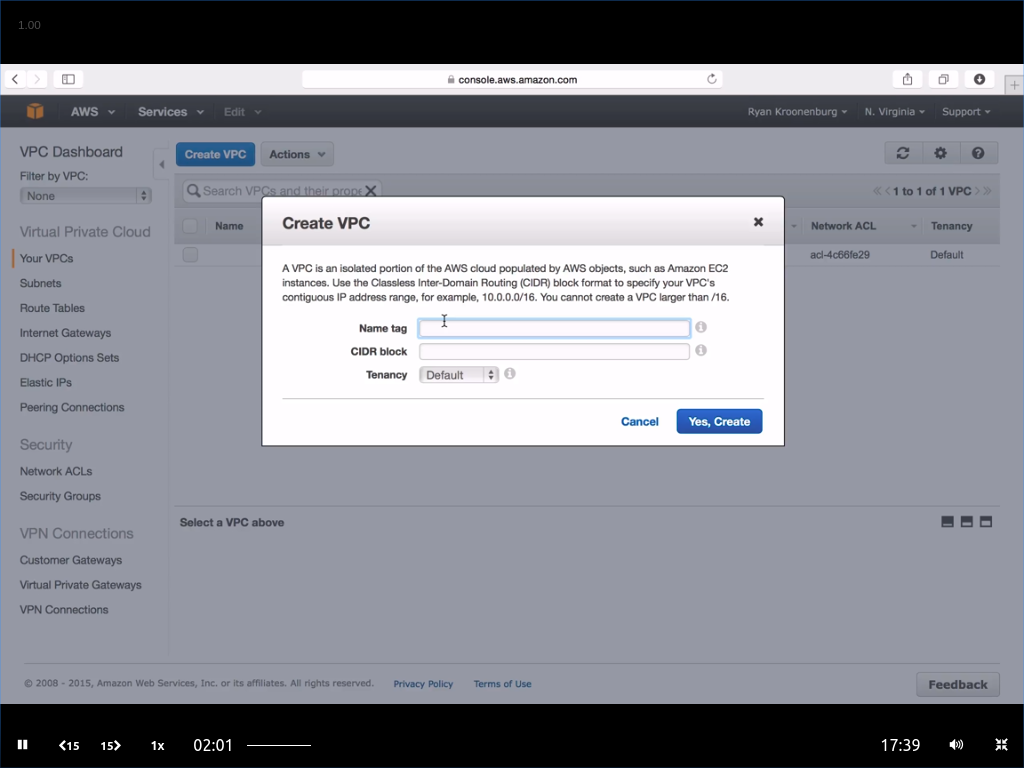 1.00
console.aws.amazon.com
AWS Services Edit Ryan Kroonenburg N. Virginia Support
VPC Dashboard
Filter by VPC:
None
Virtual Private Cloud
Your VPCs
Subnets
Route Tables
Internet Gateways
DHCP Options Sets
Elastic IPs
Peering Connections
Security
Network ACLs
Security Groups
VPN Connections
Customer Gateways
Virtual Private Gateways
VPN Connections
Create VPC Actions
Search VPCs and their prope
1 to 1 of 1 VPC
Name Network ACL Tenancy
acl-4c66fe29 Default
Create VPC
A VPC is an isolated portion of the AWS cloud populated by AWS objects, such as Amazon EC2
instances. Use the Classless Inter-Domain Routing (CIDR) block format to specify your VPC's
contiguous IP address range, for example, 10.0.0.0/16. You cannot create a VPC larger than /16.
Name tag
CIDR block
Tenancy Default
Cancel Yes, Create
Select a VPC above
© 2008 - 2015, Amazon Web Services, Inc. or its affiliates. All rights reserved. Privacy Policy Terms of Use
Feedback
15 15 1x 02:01 17:39